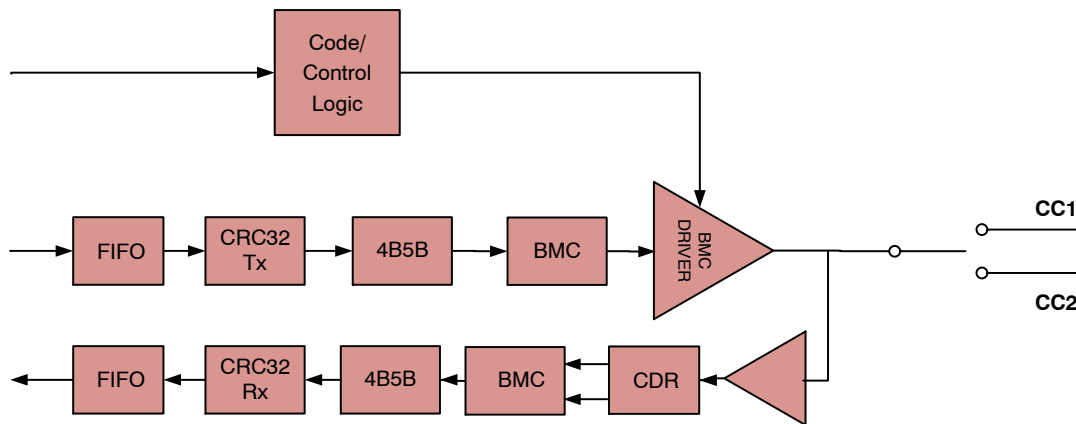 Code/
Control
Logic
CC1
FIFO
CRC32
Tx
4B5B
BMC
BMC
DRIVER
CC2
FIFO
CRC32
Rx
4B5B
BMC
CDR